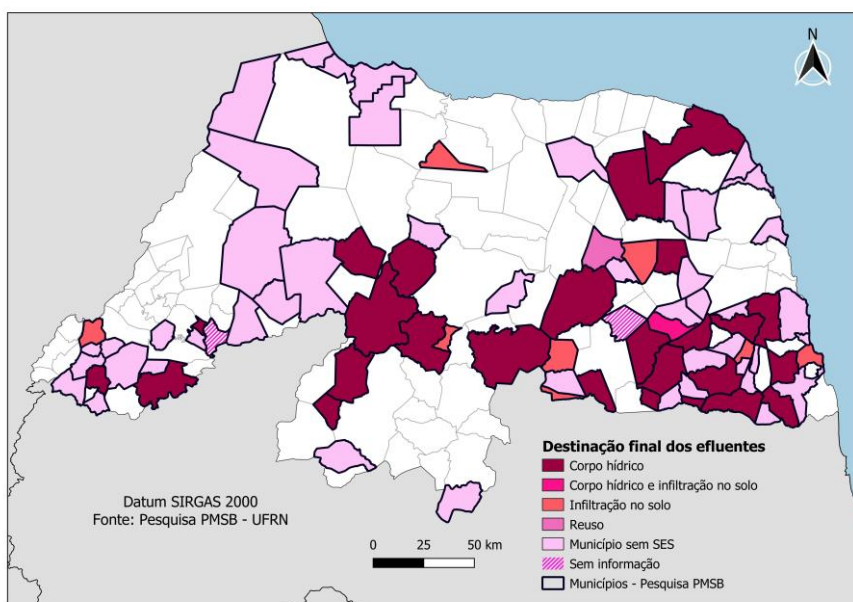 N
Destinação final dos efluentes
Corpo hídrico
Corpo hídrico e infiltração no solo
Infiltração no solo
Reuso
Município sem SES
Sem informação
Municípios - Pesquisa PMSB
Datum SIRGAS 2000
Fonte: Pesquisa PMSB - UFRN
0 25 50 km